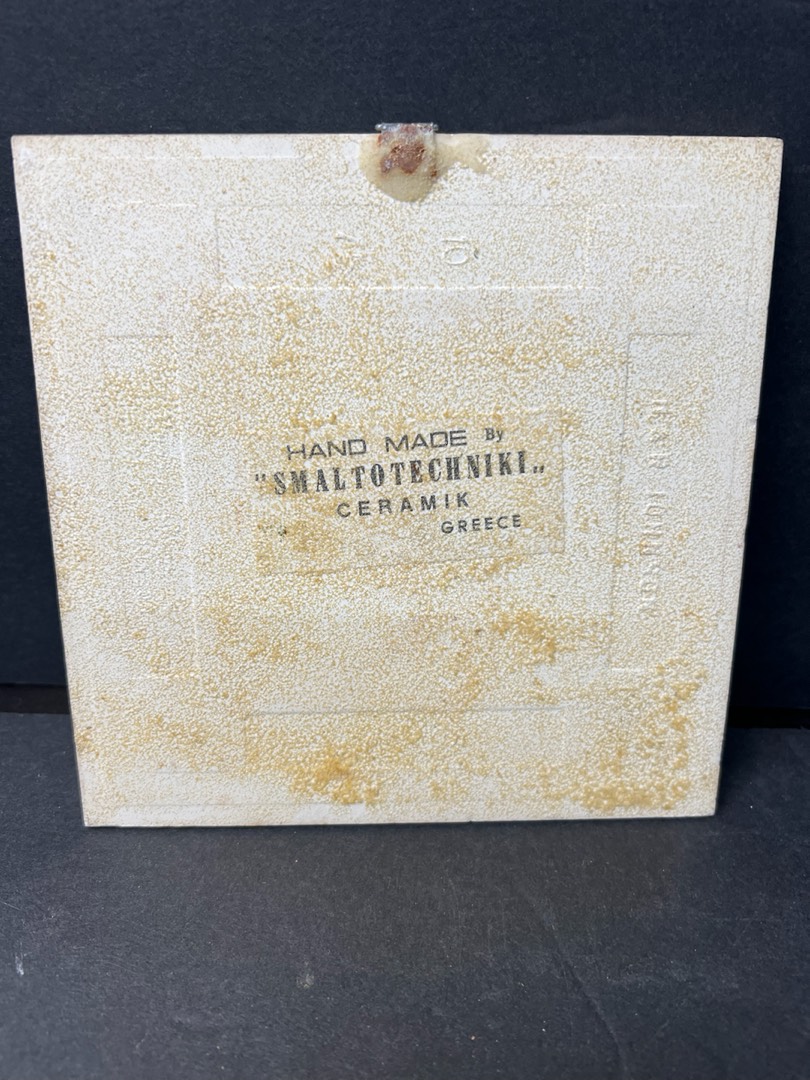 HAND MADE By
"SMALTOTECHNIKI„
CERAMIK
GREECE